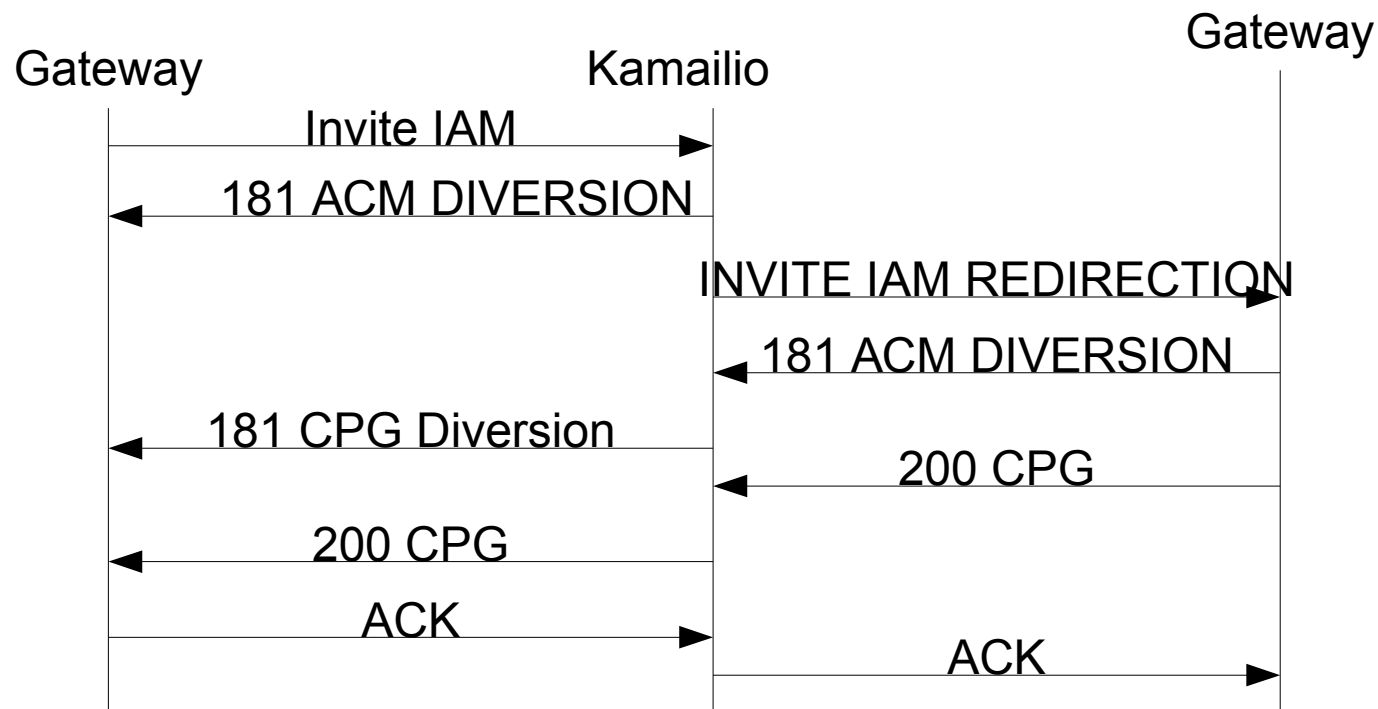 Gateway
Kamailio
Gateway
Invite IAM
181 ACM DIVERSION
INVITE IAM REDIRECTION
181 ACM DIVERSION
181 CPG Diversion
200 CPG
200 CPG
ACK
ACK